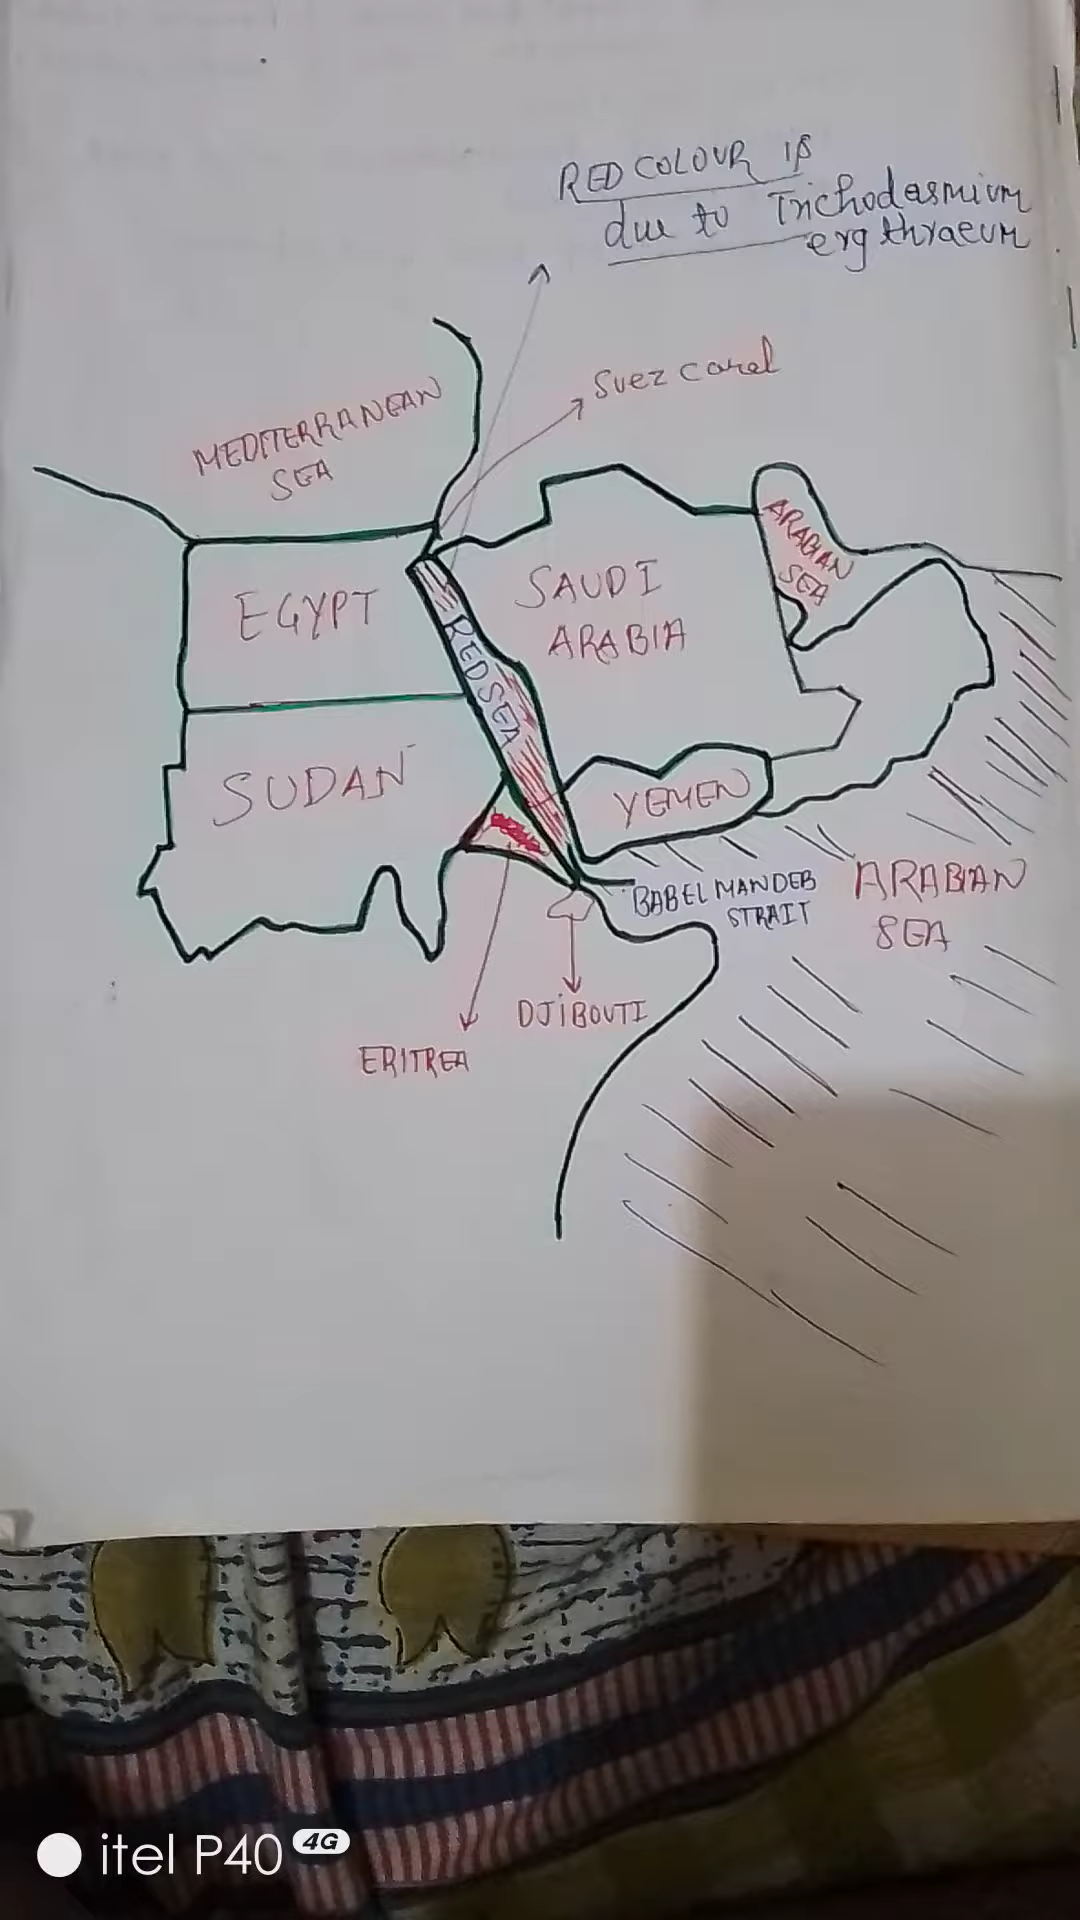 RED COLOUR is
due to Trichodasmium
erythraeum
Suez canal
MEDITERRANEAN
SEA
ARABIAN
SEA
SAUDI
ARABIA
EGYPT
RED SEA
SUDAN
YEMEN
BABEL MANDEB
STRAIT
ARABIAN
SEA
DJIBOUTI
ERITREA
itel P40 4G